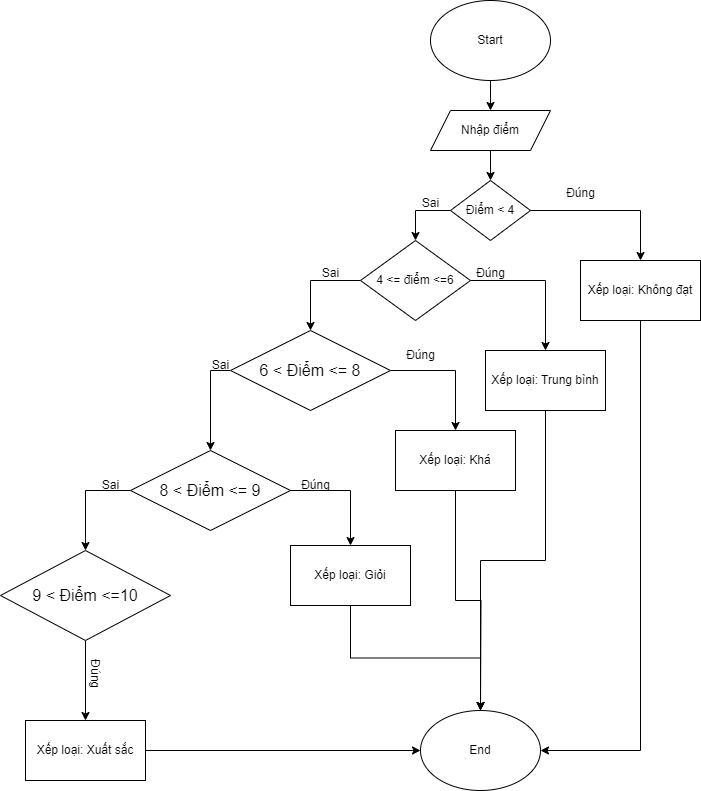 Start
Nhập điểm
Điểm < 4
Sai
Đúng
4 <= điểm <=6
Sai
Đúng
Xếp loại: Không đạt
6 < Điểm <= 8
Sai
Đúng
Xếp loại: Trung bình
8 < Điểm <= 9
Sai
Đúng
Xếp loại: Khá
9 < Điểm <=10
Xếp loại: Giỏi
Đúng
Xếp loại: Xuất sắc
End